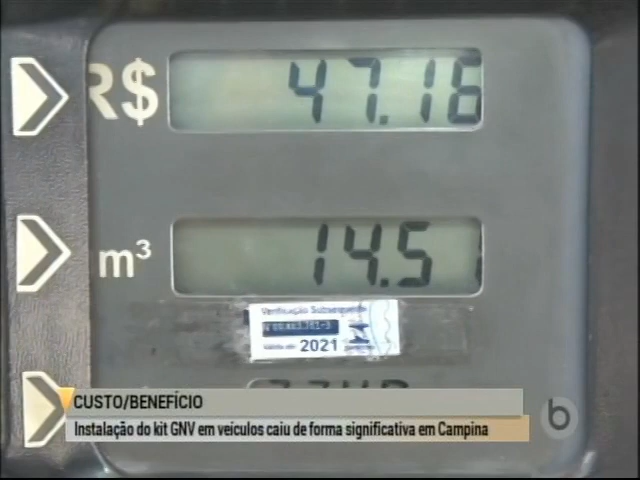 R$ 47.16
m³ 14.51
Verificação Subsequente
2021
CUSTO/BENEFÍCIO
Instalação do kit GNV em veículos caiu de forma significativa em Campina
b